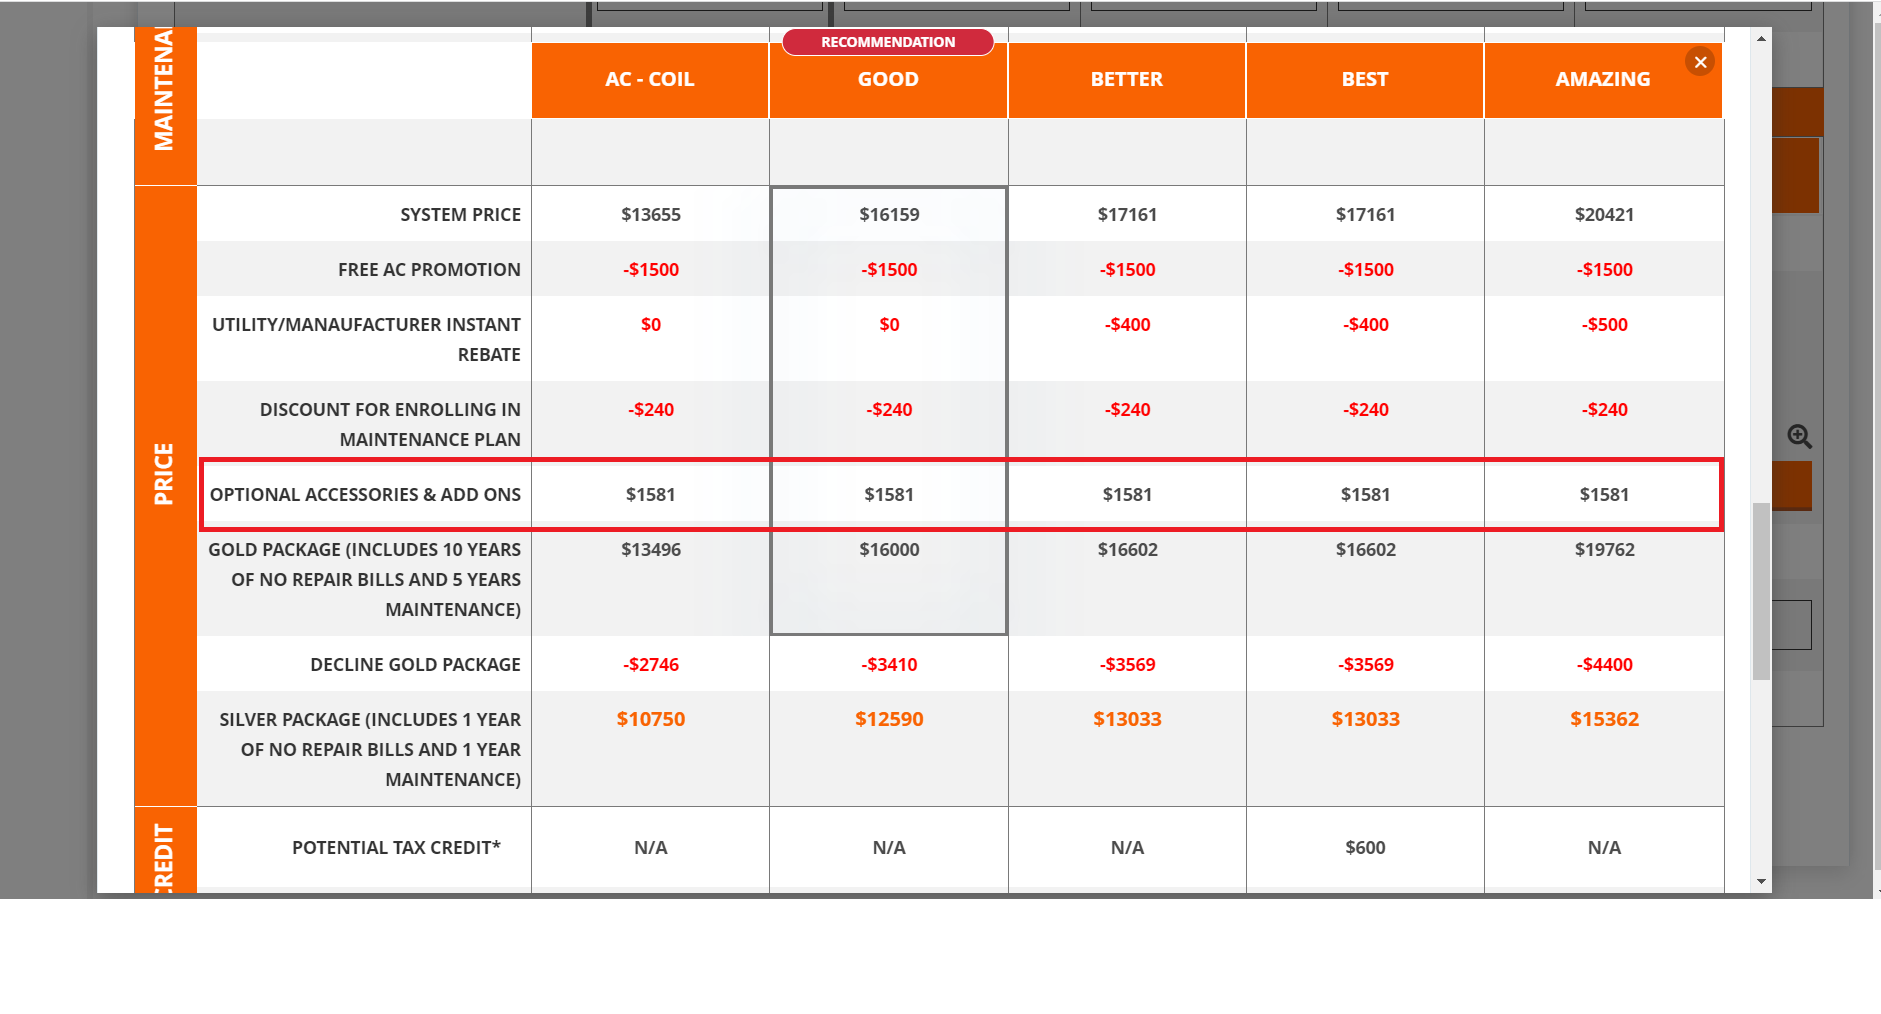 MAINTENA
RECOMMENDATION
AC - COIL GOOD BETTER BEST AMAZING
PRICE
SYSTEM PRICE $13655 $16159 $17161 $17161 $20421
FREE AC PROMOTION -$1500 -$1500 -$1500 -$1500 -$1500
UTILITY/MANAUFACTURER INSTANT $0 $0 -$400 -$400 -$500
REBATE
DISCOUNT FOR ENROLLING IN -$240 -$240 -$240 -$240 -$240
MAINTENANCE PLAN
OPTIONAL ACCESSORIES & ADD ONS $1581 $1581 $1581 $1581 $1581
GOLD PACKAGE (INCLUDES 10 YEARS $13496 $16000 $16602 $16602 $19762
OF NO REPAIR BILLS AND 5 YEARS
MAINTENANCE)
DECLINE GOLD PACKAGE -$2746 -$3410 -$3569 -$3569 -$4400
SILVER PACKAGE (INCLUDES 1 YEAR $10750 $12590 $13033 $13033 $15362
OF NO REPAIR BILLS AND 1 YEAR
MAINTENANCE)
CREDIT
POTENTIAL TAX CREDIT* N/A N/A N/A $600 N/A